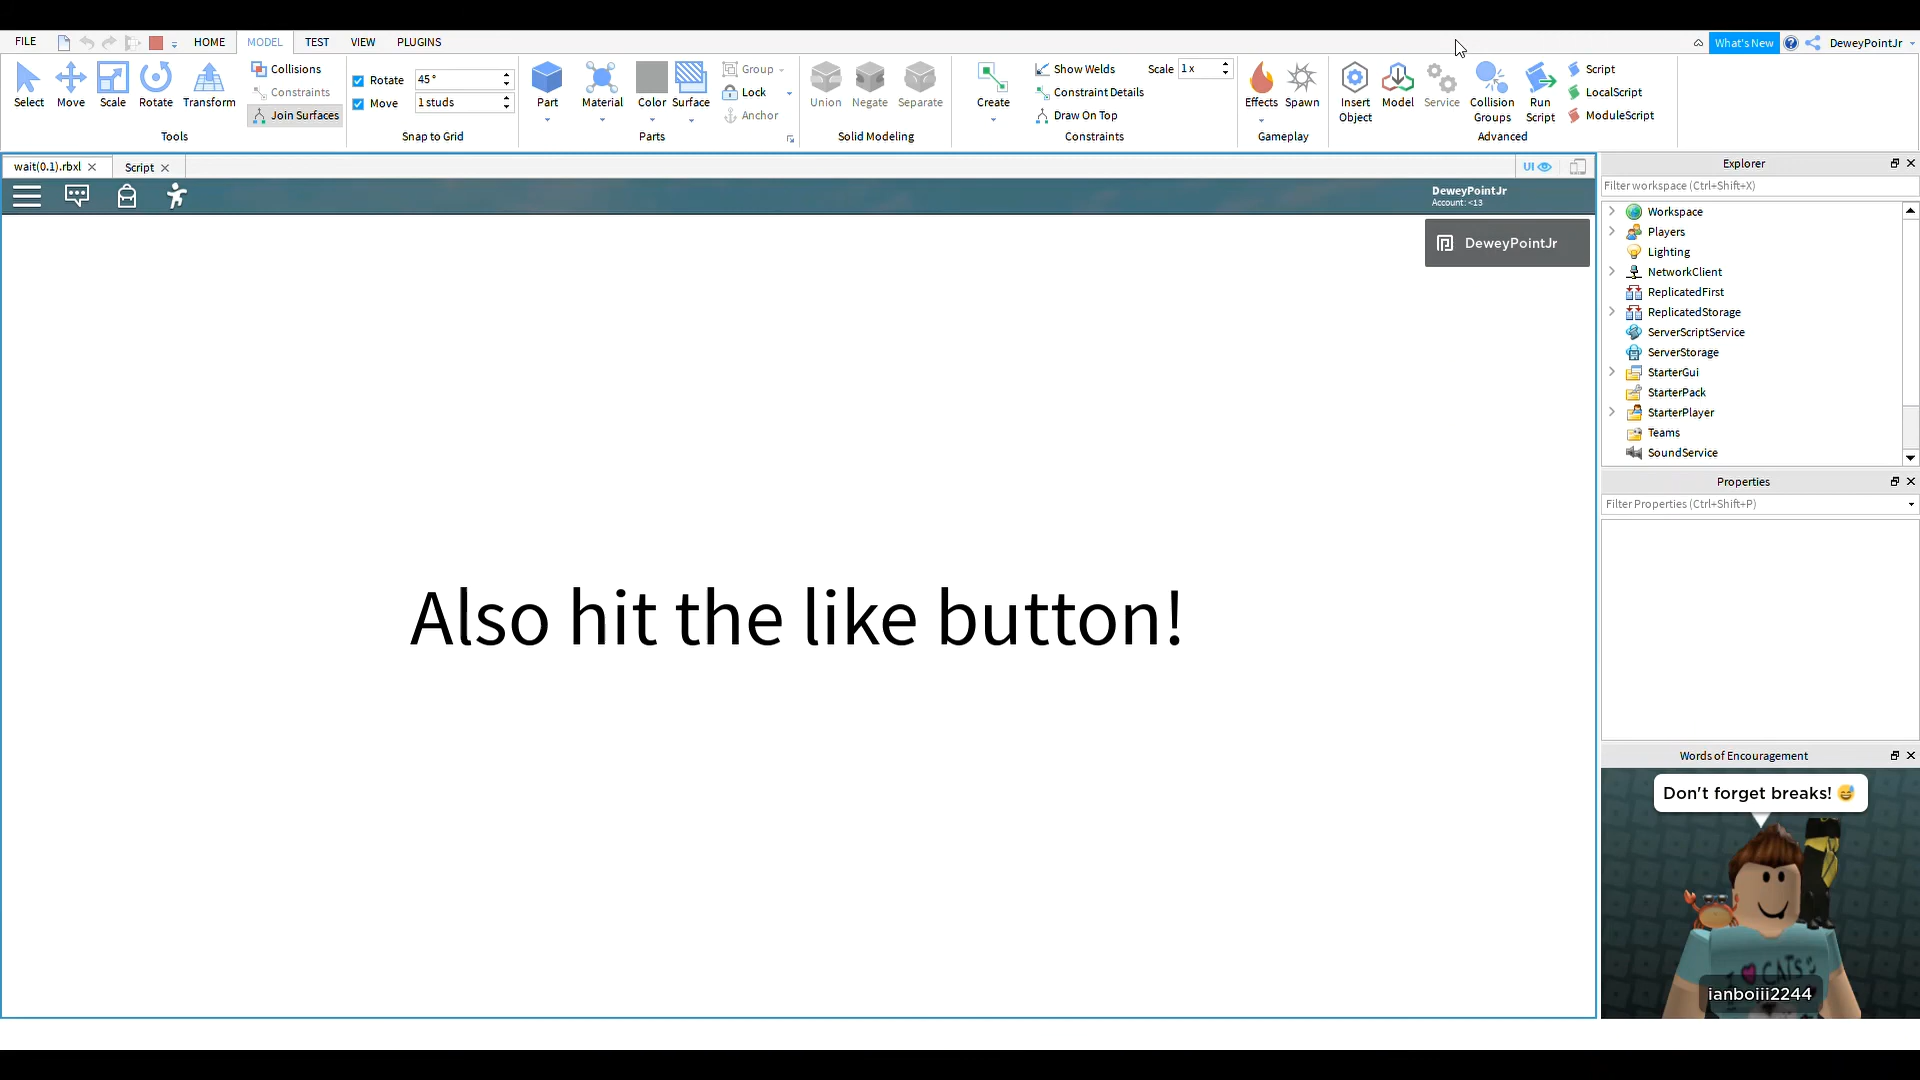 FILE HOME MODEL TEST VIEW PLUGINS What's New DeweyPointJr
Select Move Scale Rotate Transform
Collisions
Constraints
Join Surfaces
Tools
Rotate 45°
Move 1 studs
Snap to Grid
Part Material Color Surface
Group
Lock
Anchor
Parts
Union Negate Separate
Solid Modeling
Create
Show Welds Scale 1 x
Constraint Details
Draw On Top
Constraints
Effects Spawn
Gameplay
Insert Object Model Service Collision Groups Run Script
Script
LocalScript
ModuleScript
Advanced
wait(0.1).rbxl Script UI
DeweyPointJr
Account: <13
DeweyPointJr
Also hit the like button!
Explorer
Filter workspace (Ctrl+Shift+X)
Workspace
Players
Lighting
NetworkClient
ReplicatedFirst
ReplicatedStorage
ServerScriptService
ServerStorage
StarterGui
StarterPack
StarterPlayer
Teams
SoundService
Properties
Filter Properties (Ctrl+Shift+P)
Words of Encouragement
Don't forget breaks! 😅
I ♥ CATS
ianboiii2244